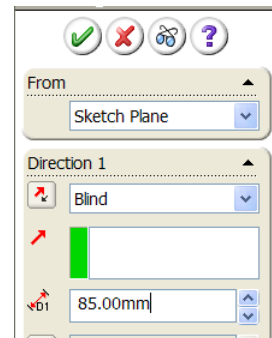 ?
From
Sketch Plane
Direction 1
Blind
D1
85.00mm